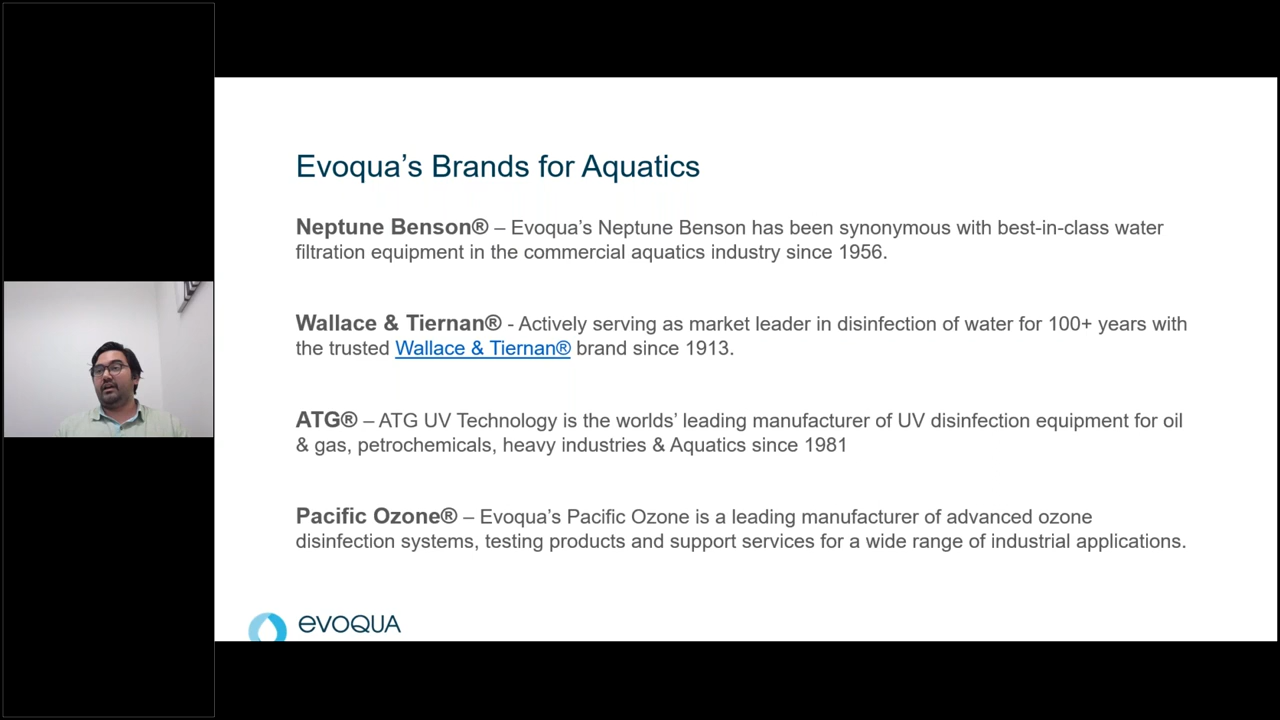 Evoqua’s Brands for Aquatics
Neptune Benson® – Evoqua’s Neptune Benson has been synonymous with best-in-class water
filtration equipment in the commercial aquatics industry since 1956.
Wallace & Tiernan® - Actively serving as market leader in disinfection of water for 100+ years with
the trusted Wallace & Tiernan® brand since 1913.
ATG® – ATG UV Technology is the worlds’ leading manufacturer of UV disinfection equipment for oil
& gas, petrochemicals, heavy industries & Aquatics since 1981
Pacific Ozone® – Evoqua’s Pacific Ozone is a leading manufacturer of advanced ozone
disinfection systems, testing products and support services for a wide range of industrial applications.
evoQUA